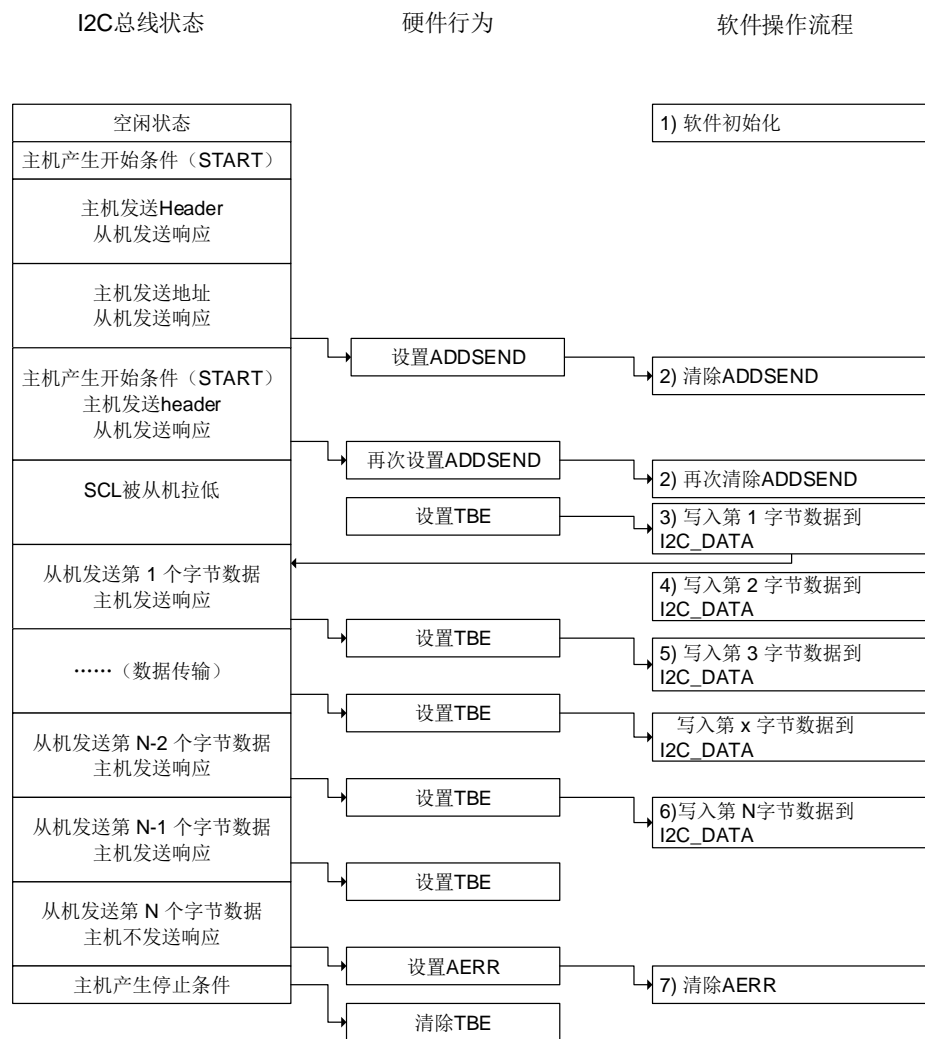 I2C总线状态
硬件行为
软件操作流程
空闲状态
1) 软件初始化
主机产生开始条件（START）
主机发送Header
从机发送响应
主机发送地址
从机发送响应
设置ADDSEND
2) 清除ADDSEND
主机产生开始条件（START）
主机发送header
从机发送响应
再次设置ADDSEND
2) 再次清除ADDSEND
SCL被从机拉低
设置TBE
3) 写入第 1 字节数据到
I2C_DATA
从机发送第 1 个字节数据
主机发送响应
4) 写入第 2 字节数据到
I2C_DATA
设置TBE
5) 写入第 3 字节数据到
I2C_DATA
……（数据传输）
设置TBE
写入第 x 字节数据到
I2C_DATA
从机发送第 N-2 个字节数据
主机发送响应
设置TBE
6)写入第 N字节数据到
I2C_DATA
从机发送第 N-1 个字节数据
主机发送响应
设置TBE
从机发送第 N 个字节数据
主机不发送响应
设置AERR
7) 清除AERR
主机产生停止条件
清除TBE